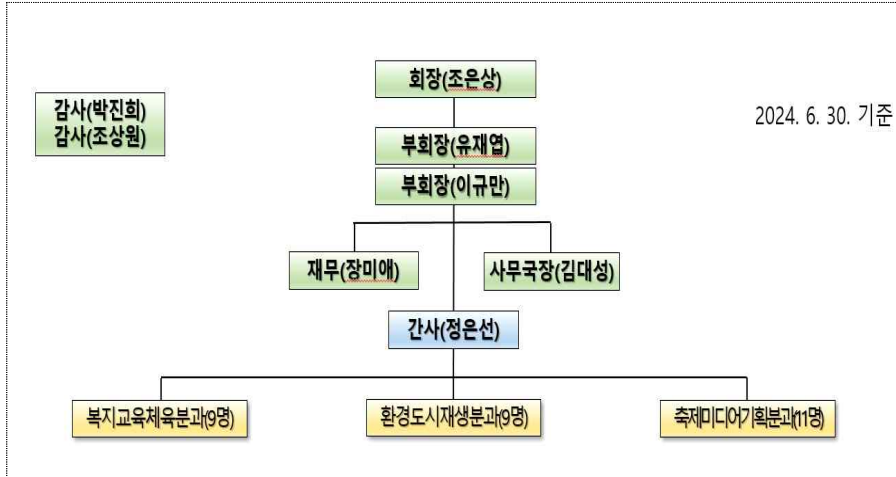 회장(조은상)
감사(박진희)
감사(조상원)
2024. 6. 30. 기준
부회장(유재엽)
부회장(이규만)
재무(장미애)
사무국장(김대성)
간사(정은선)
복지교육체육분과(9명)
환경도시재생분과(9명)
축제미디어기획분과(11명)